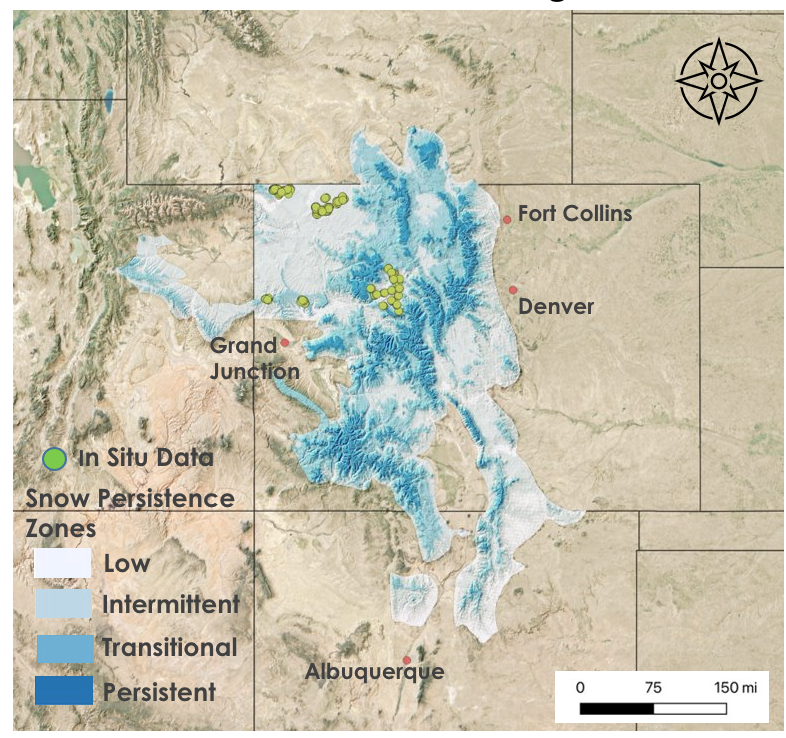 Fort Collins
Denver
Grand
Junction
In Situ Data
Snow Persistence
Zones
Low
Intermittent
Transitional
Persistent
Albuquerque
0 75 150 mi